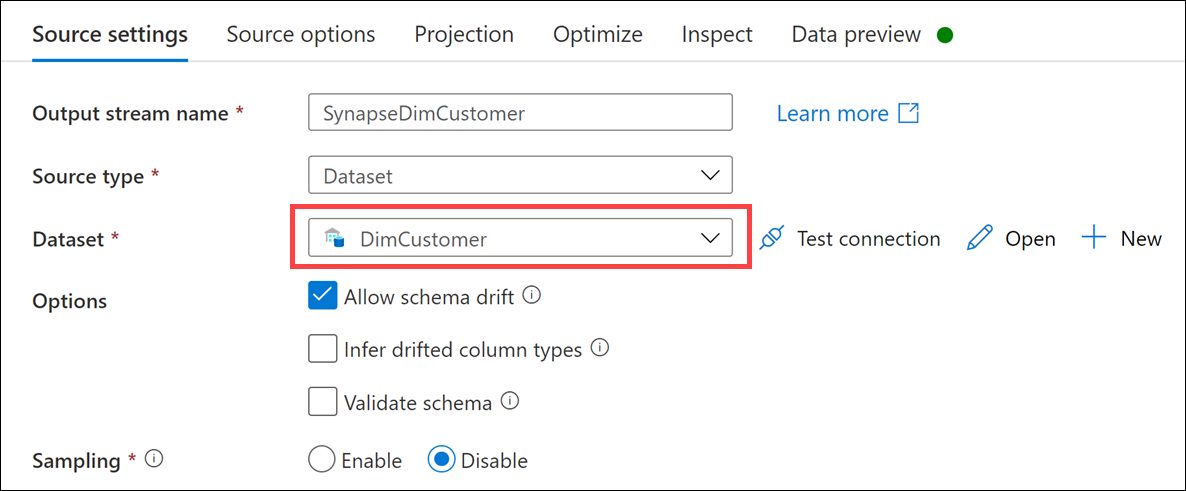 Source settings Source options Projection Optimize Inspect Data preview
Output stream name * SynapseDimCustomer Learn more
Source type * Dataset
Dataset * DimCustomer Test connection Open New
Options Allow schema drift
Infer drifted column types
Validate schema
Sampling * Enable Disable